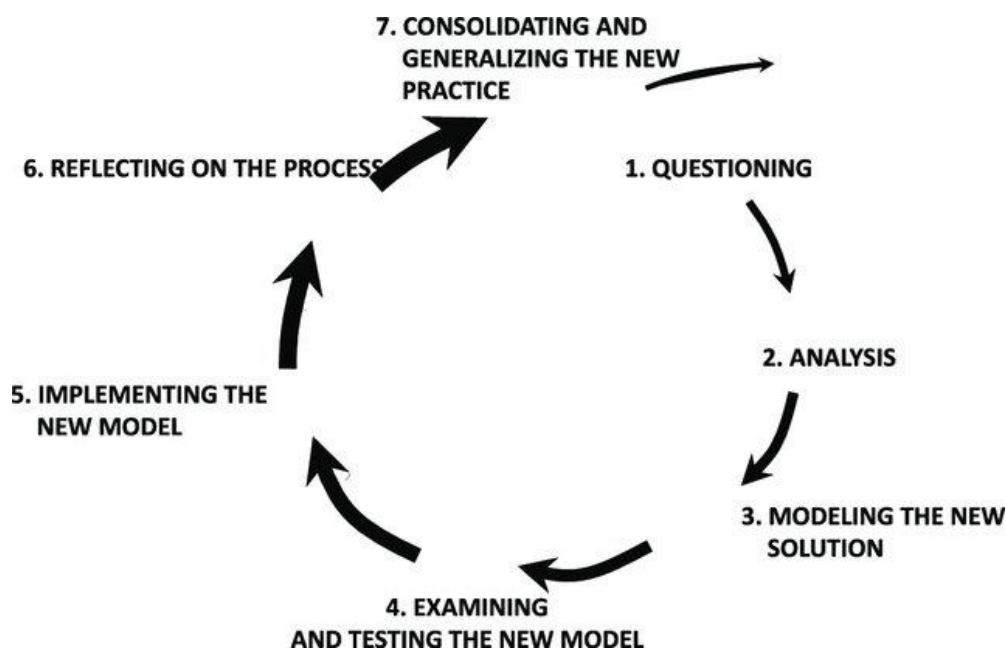 7. CONSOLIDATING AND
GENERALIZING THE NEW
PRACTICE
1. QUESTIONING
2. ANALYSIS
3. MODELING THE NEW
SOLUTION
4. EXAMINING
AND TESTING THE NEW MODEL
5. IMPLEMENTING THE
NEW MODEL
6. REFLECTING ON THE PROCESS